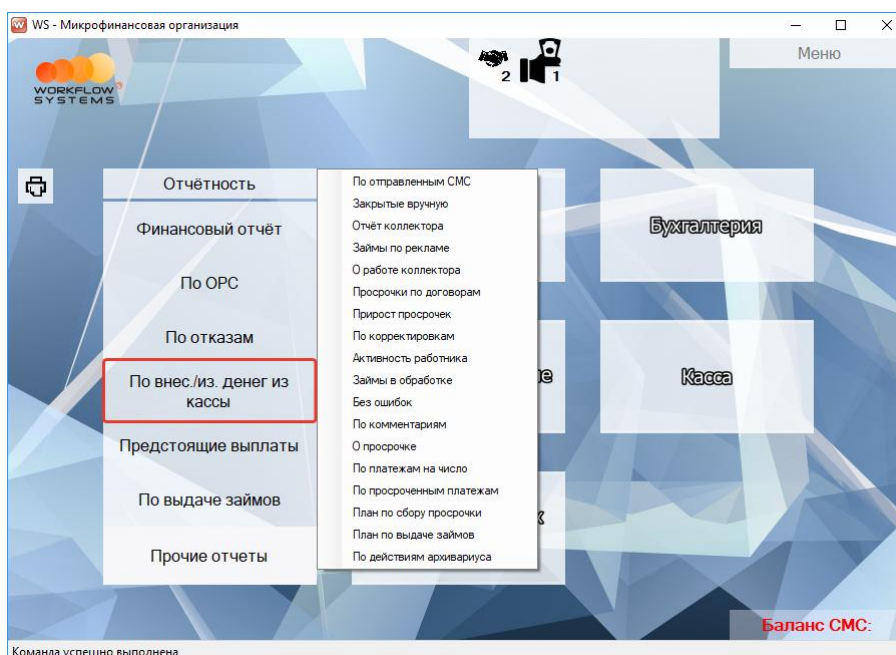 WS - Микрофинансовая организация
Меню
2
1
WORKFLOW
SYSTEMS
Отчётность
Финансовый отчёт
По ОРС
По отказам
По внес./из. денег из
кассы
Предстоящие выплаты
По выдаче займов
Прочие отчеты
По отправленным СМС
Закрытые вручную
Отчёт коллектора
Займы по рекламе
О работе коллектора
Просрочки по договорам
Прирост просрочек
По корректировкам
Активность работника
Займы в обработке
Без ошибок
По комментариям
О просрочке
По платежам на число
По просроченным платежам
План по сбору просрочки
План по выдаче займов
По действиям архивариуса
Бухгалтерия
Касса
Баланс СМС:
Команда успешно выполнена